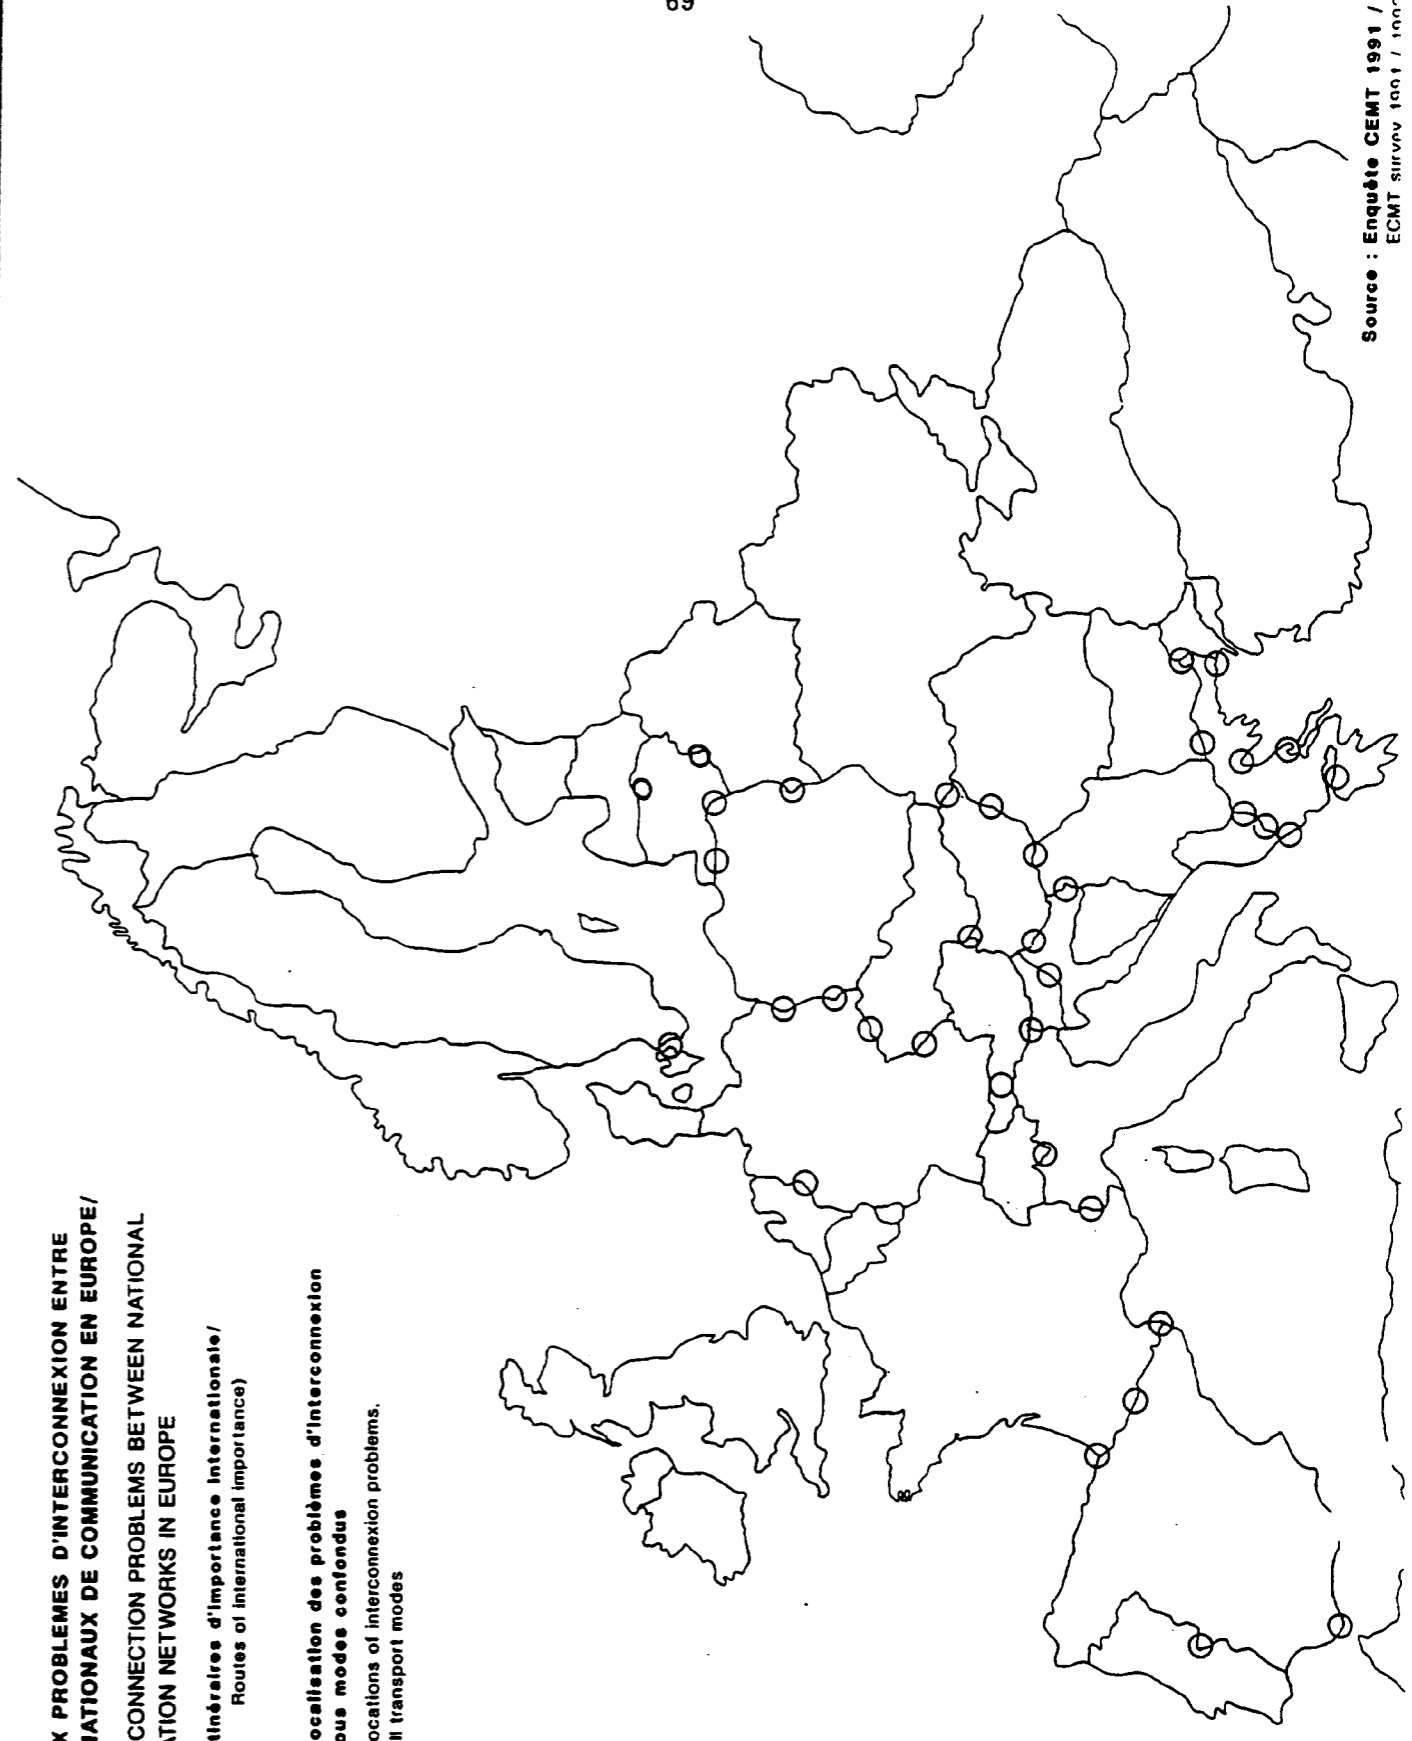 69
X PROBLEMES D'INTERCONNEXION ENTRE
IATIONAUX DE COMMUNICATION EN EUROPE/
CONNECTION PROBLEMS BETWEEN NATIONAL
ATION NETWORKS IN EUROPE
tinéraires d'importance internationale/
Routes of international importance)
ocalisation des problèmes d'interconnexion
ous modes confondus
ocations of interconnexion problems,
ll transport modes
Source : Enquête CEMT 1991 /
ECMT survey 1991 /